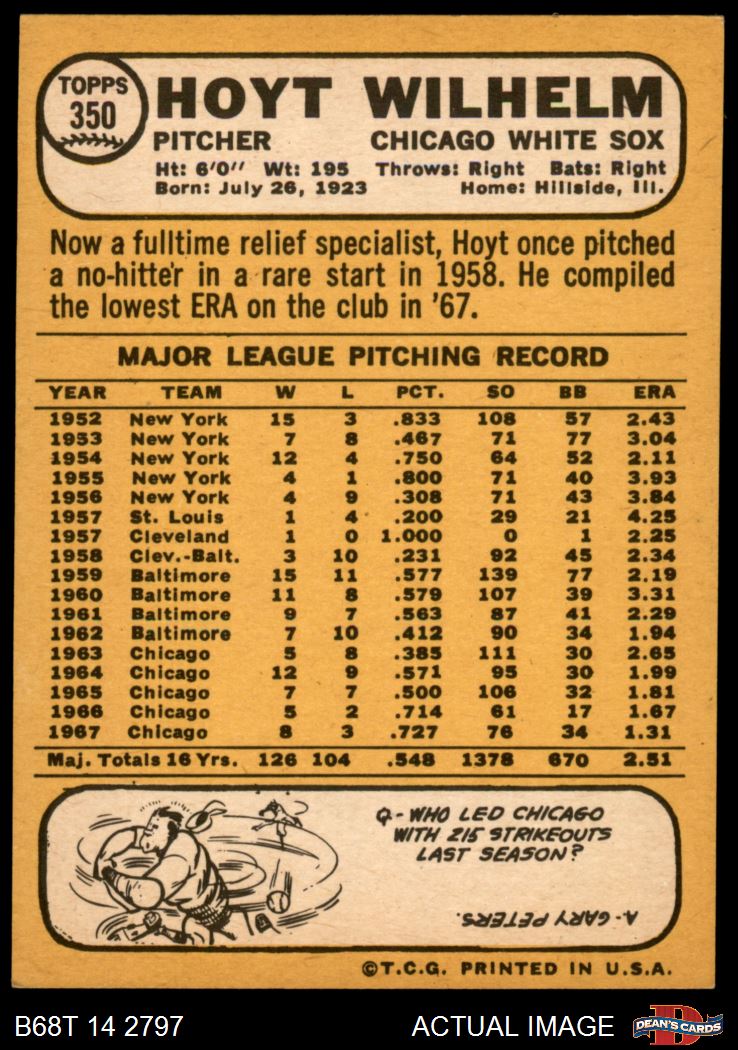 TOPPS
350
HOYT WILHELM
PITCHER CHICAGO WHITE SOX
Ht: 6'0" Wt: 195 Throws: Right Bats: Right
Born: July 26, 1923 Home: Hillside, Ill.
Now a fulltime relief specialist, Hoyt once pitched
a no-hitter in a rare start in 1958. He compiled
the lowest ERA on the club in '67.
MAJOR LEAGUE PITCHING RECORD
YEAR TEAM W L PCT. SO BB ERA
1952 New York 15 3 .833 108 57 2.43
1953 New York 7 8 .467 71 77 3.04
1954 New York 12 4 .750 64 52 2.11
1955 New York 4 1 .800 71 40 3.93
1956 New York 4 9 .308 71 43 3.84
1957 St. Louis 1 4 .200 29 21 4.25
1957 Cleveland 1 0 1.000 0 1 2.25
1958 Clev.-Balt. 3 10 .231 92 45 2.34
1959 Baltimore 15 11 .577 139 77 2.19
1960 Baltimore 11 8 .579 107 39 3.31
1961 Baltimore 9 7 .563 87 41 2.29
1962 Baltimore 7 10 .412 90 34 1.94
1963 Chicago 5 8 .385 111 30 2.65
1964 Chicago 12 9 .571 95 30 1.99
1965 Chicago 7 7 .500 106 32 1.81
1966 Chicago 5 2 .714 61 17 1.67
1967 Chicago 8 3 .727 76 34 1.31
Maj. Totals 16 Yrs. 126 104 .548 1378 670 2.51
Q-WHO LED CHICAGO
WITH 215 STRIKEOUTS
LAST SEASON?
A-GARY PETERS.
©T.C.G. PRINTED IN U.S.A.
B68T 14 2797 ACTUAL IMAGE
D
DEAN'S CARDS